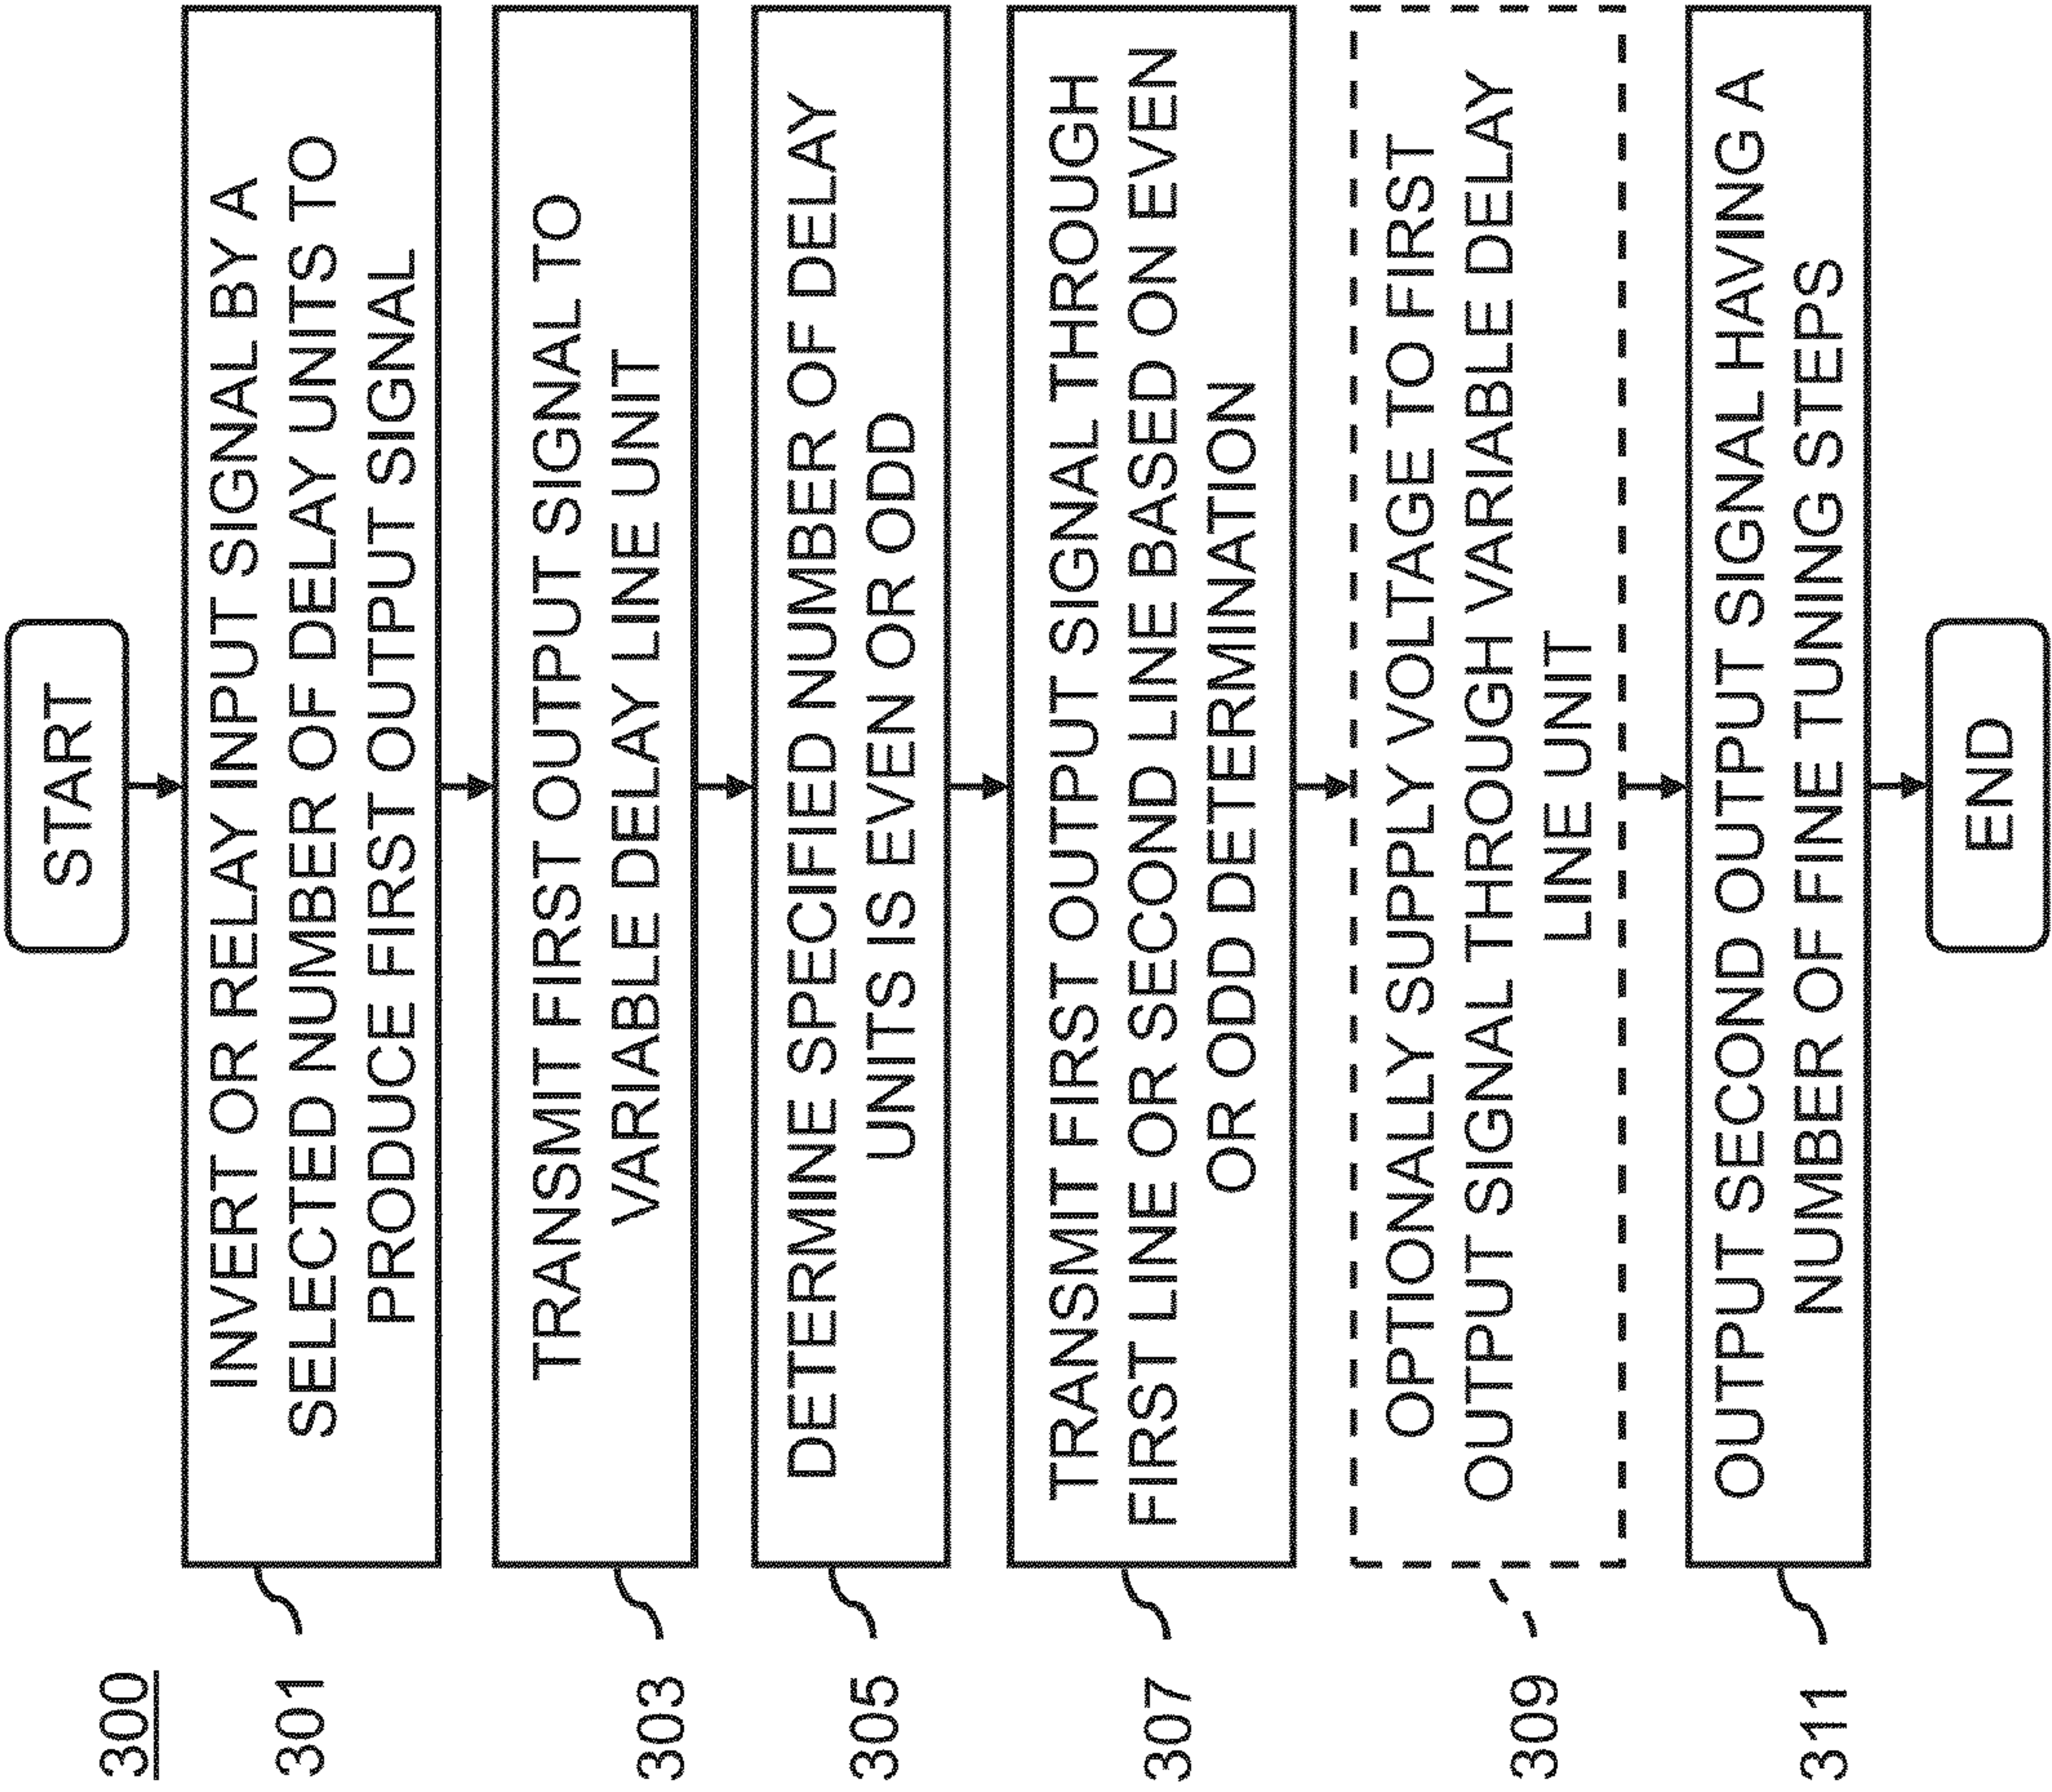 300
START
301
INVERT OR RELAY INPUT SIGNAL BY A
SELECTED NUMBER OF DELAY UNITS TO
PRODUCE FIRST OUTPUT SIGNAL
303
TRANSMIT FIRST OUTPUT SIGNAL TO
VARIABLE DELAY LINE UNIT
305
DETERMINE SPECIFIED NUMBER OF DELAY
UNITS IS EVEN OR ODD
307
TRANSMIT FIRST OUTPUT SIGNAL THROUGH
FIRST LINE OR SECOND LINE BASED ON EVEN
OR ODD DETERMINATION
309
OPTIONALLY SUPPLY VOLTAGE TO FIRST
OUTPUT SIGNAL THROUGH VARIABLE DELAY
LINE UNIT
311
OUTPUT SECOND OUTPUT SIGNAL HAVING A
NUMBER OF FINE TUNING STEPS
END